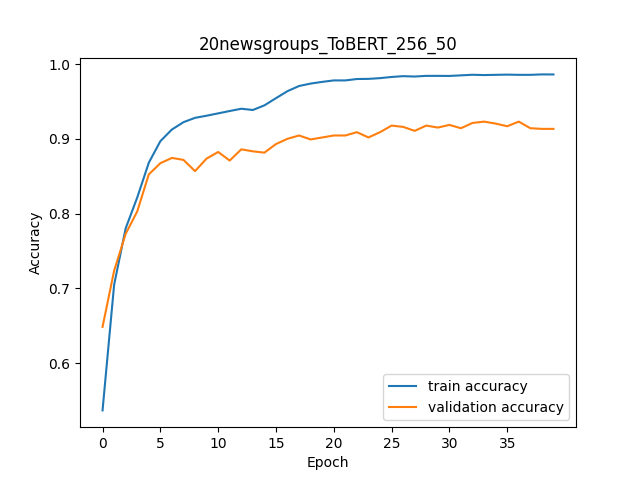 20newsgroups_ToBERT_256_50
1.0
0.9
0.8
0.7
0.6
Accuracy
0 5 10 15 20 25 30 35
Epoch
train accuracy
validation accuracy